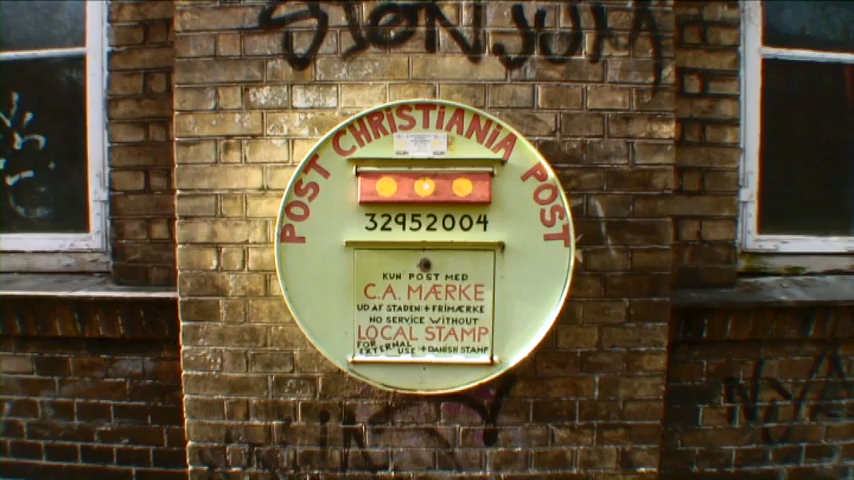 POST CHRiSTiANiA POST
32952004
KUN POST MED
C.A. MÆRKE
UD AF STADEN + FRIMÆRKE
NO SERVICE WITHOUT
LOCAL STAMP
FOR EXTERNAL USE + DANISH STAMP